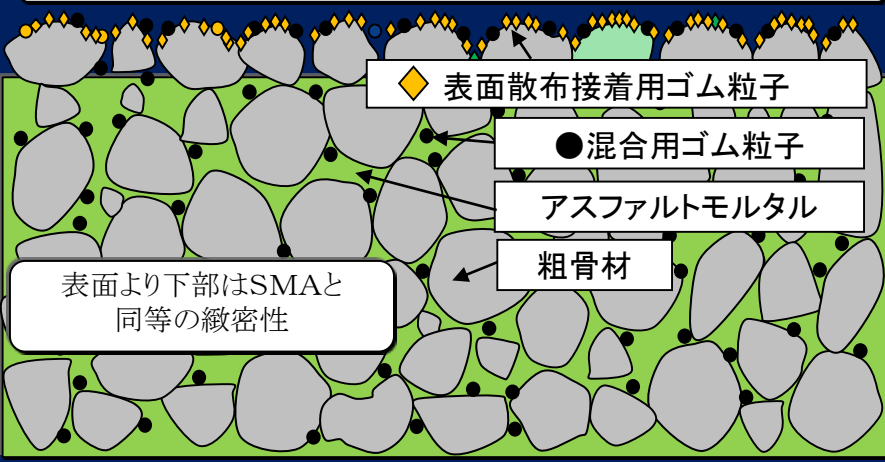 表面散布接着用ゴム粒子
●混合用ゴム粒子
アスファルトモルタル
粗骨材
表面より下部はSMAと
同等の緻密性